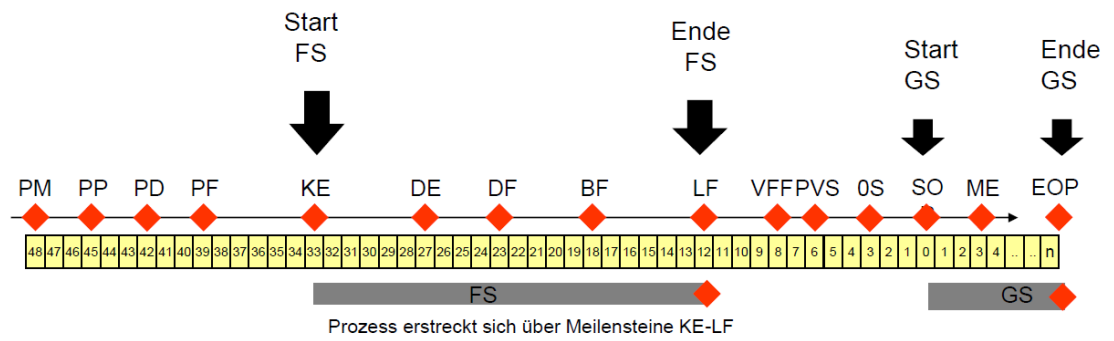 Start
FS
Ende
FS
Start
GS
Ende
GS
PM PP PD PF KE DE DF BF LF VFF PVS 0S SO ME EOP
48 47 46 45 44 43 42 41 40 39 38 37 36 35 34 33 32 31 30 29 28 27 26 25 24 23 22 21 20 19 18 17 16 15 14 13 12 11 10 9 8 7 6 5 4 3 2 1 0 1 2 3 4 .. .. n
FS
GS
Prozess erstreckt sich über Meilensteine KE-LF